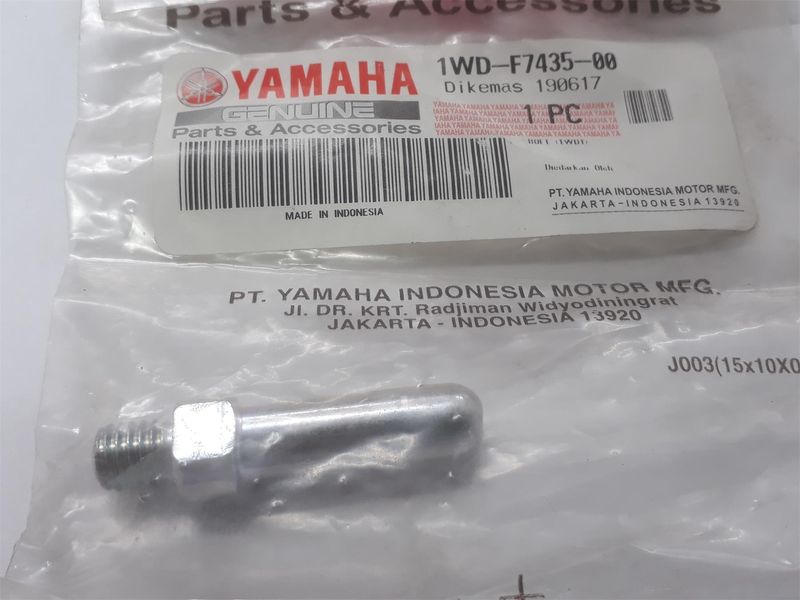 Parts & Accessories
YAMAHA
GENUINE
Parts & Accessories
1WD-F7435-00
Dikemas 190617
1 PC
BOLT (1WD1)
Diedarkan Oleh
PT. YAMAHA INDONESIA MOTOR MFG.
JAKARTA-INDONESIA 13920
MADE IN INDONESIA
PT. YAMAHA INDONESIA MOTOR MFG.
Jl. DR. KRT. Radjiman Widyodiningrat
JAKARTA - INDONESIA 13920
J003(15x10X0